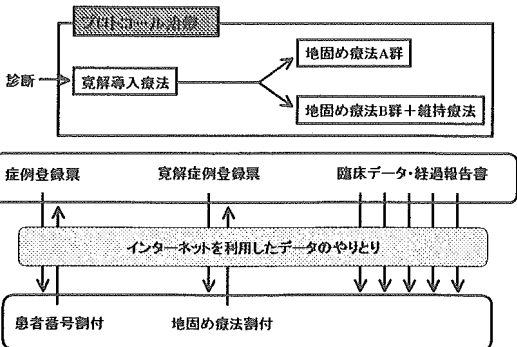 プロトコール治療
地固め療法A群
診断
寛解導入療法
地固め療法B群＋維持療法
症例登録票 寛解症例登録票 臨床データ・経過報告書
インターネットを利用したデータのやりとり
患者番号割付 地固め療法割付